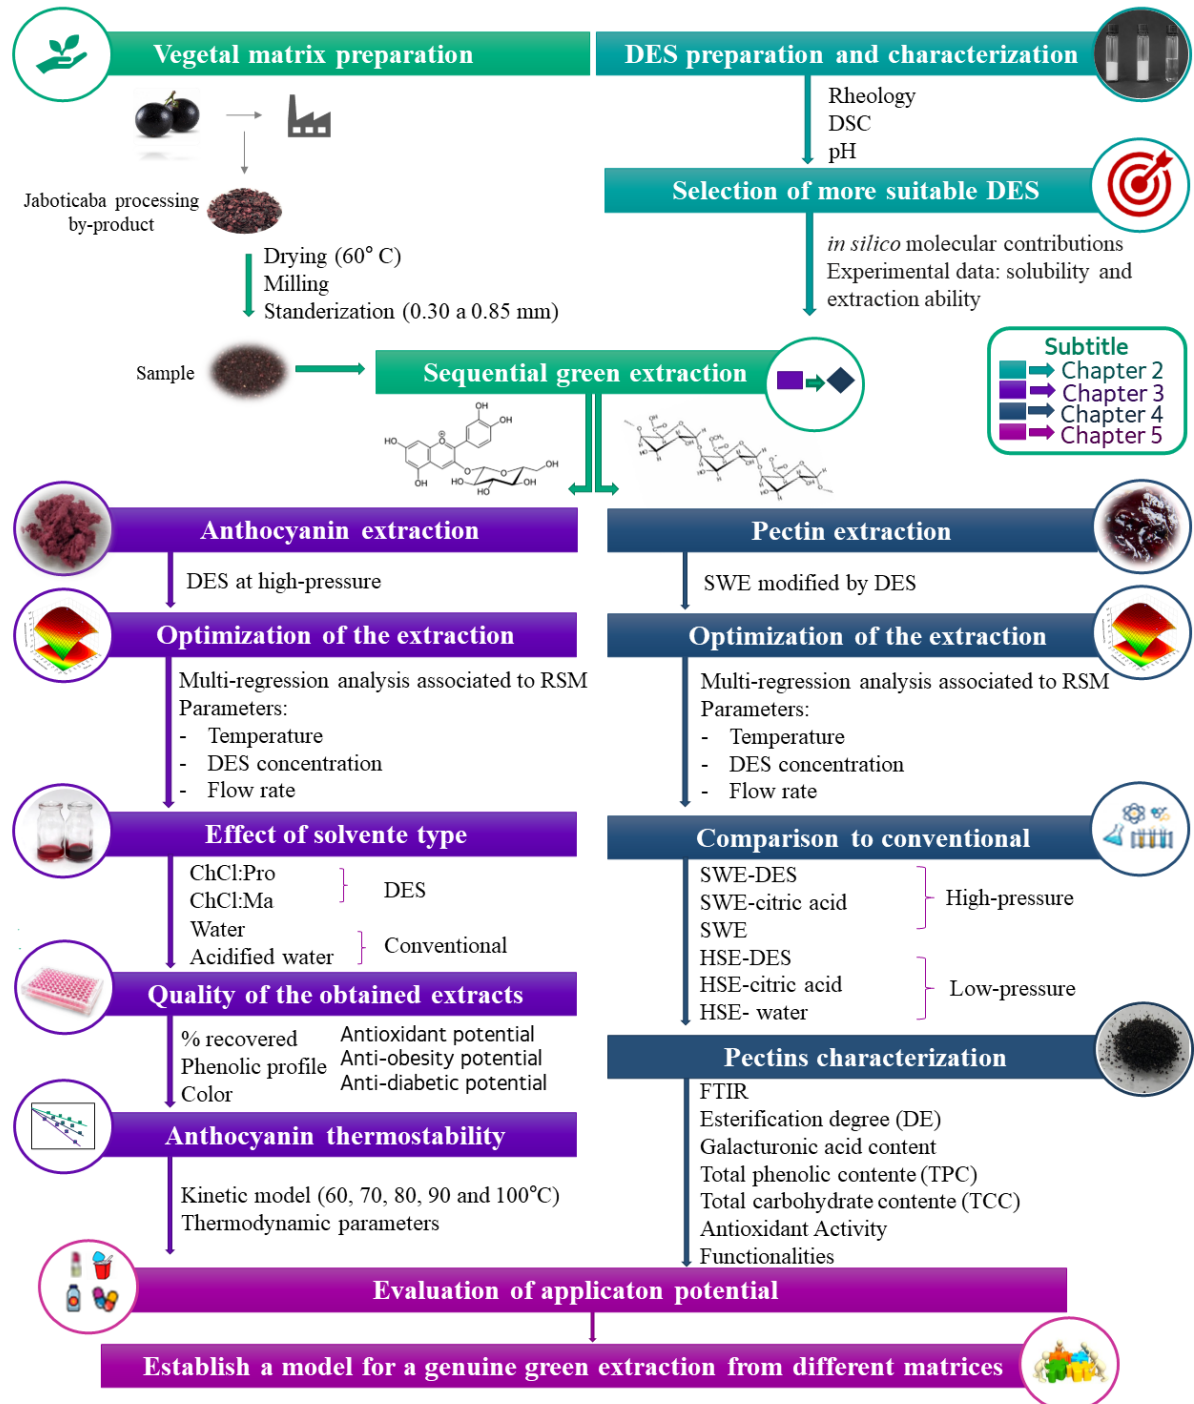 Vegetal matrix preparation
DES preparation and characterization
Rheology
DSC
pH
Selection of more suitable DES
in silico molecular contributions
Experimental data: solubility and
extraction ability
Jaboticaba processing
by-product
Drying (60° C)
Milling
Standerization (0.30 a 0.85 mm)
Sample
Sequential green extraction
Subtitle
Chapter 2
Chapter 3
Chapter 4
Chapter 5
Anthocyanin extraction
DES at high-pressure
Optimization of the extraction
Multi-regression analysis associated to RSM
Parameters:
- Temperature
- DES concentration
- Flow rate
Effect of solvente type
ChCl:Pro
ChCl:Ma
DES
Water
Acidified water
Conventional
Quality of the obtained extracts
% recovered
Phenolic profile
Color
Antioxidant potential
Anti-obesity potential
Anti-diabetic potential
Anthocyanin thermostability
Kinetic model (60, 70, 80, 90 and 100°C)
Thermodynamic parameters
Pectin extraction
SWE modified by DES
Optimization of the extraction
Multi-regression analysis associated to RSM
Parameters:
- Temperature
- DES concentration
- Flow rate
Comparison to conventional
SWE-DES
SWE-citric acid
SWE
High-pressure
HSE-DES
HSE-citric acid
HSE- water
Low-pressure
Pectins characterization
FTIR
Esterification degree (DE)
Galacturonic acid content
Total phenolic contente (TPC)
Total carbohydrate contente (TCC)
Antioxidant Activity
Functionalities
Evaluation of applicaton potential
Establish a model for a genuine green extraction from different matrices